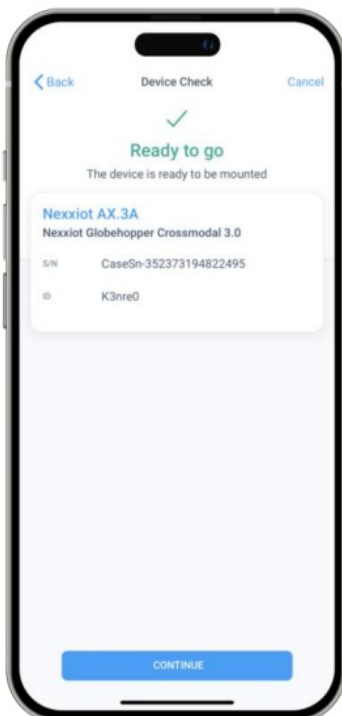 Back Device Check Cancel
Ready to go
The device is ready to be mounted
Nexxiot AX.3A
Nexxiot Globehopper Crossmodal 3.0
S/N CaseSn-352373194822495
ID K3nre0
CONTINUE